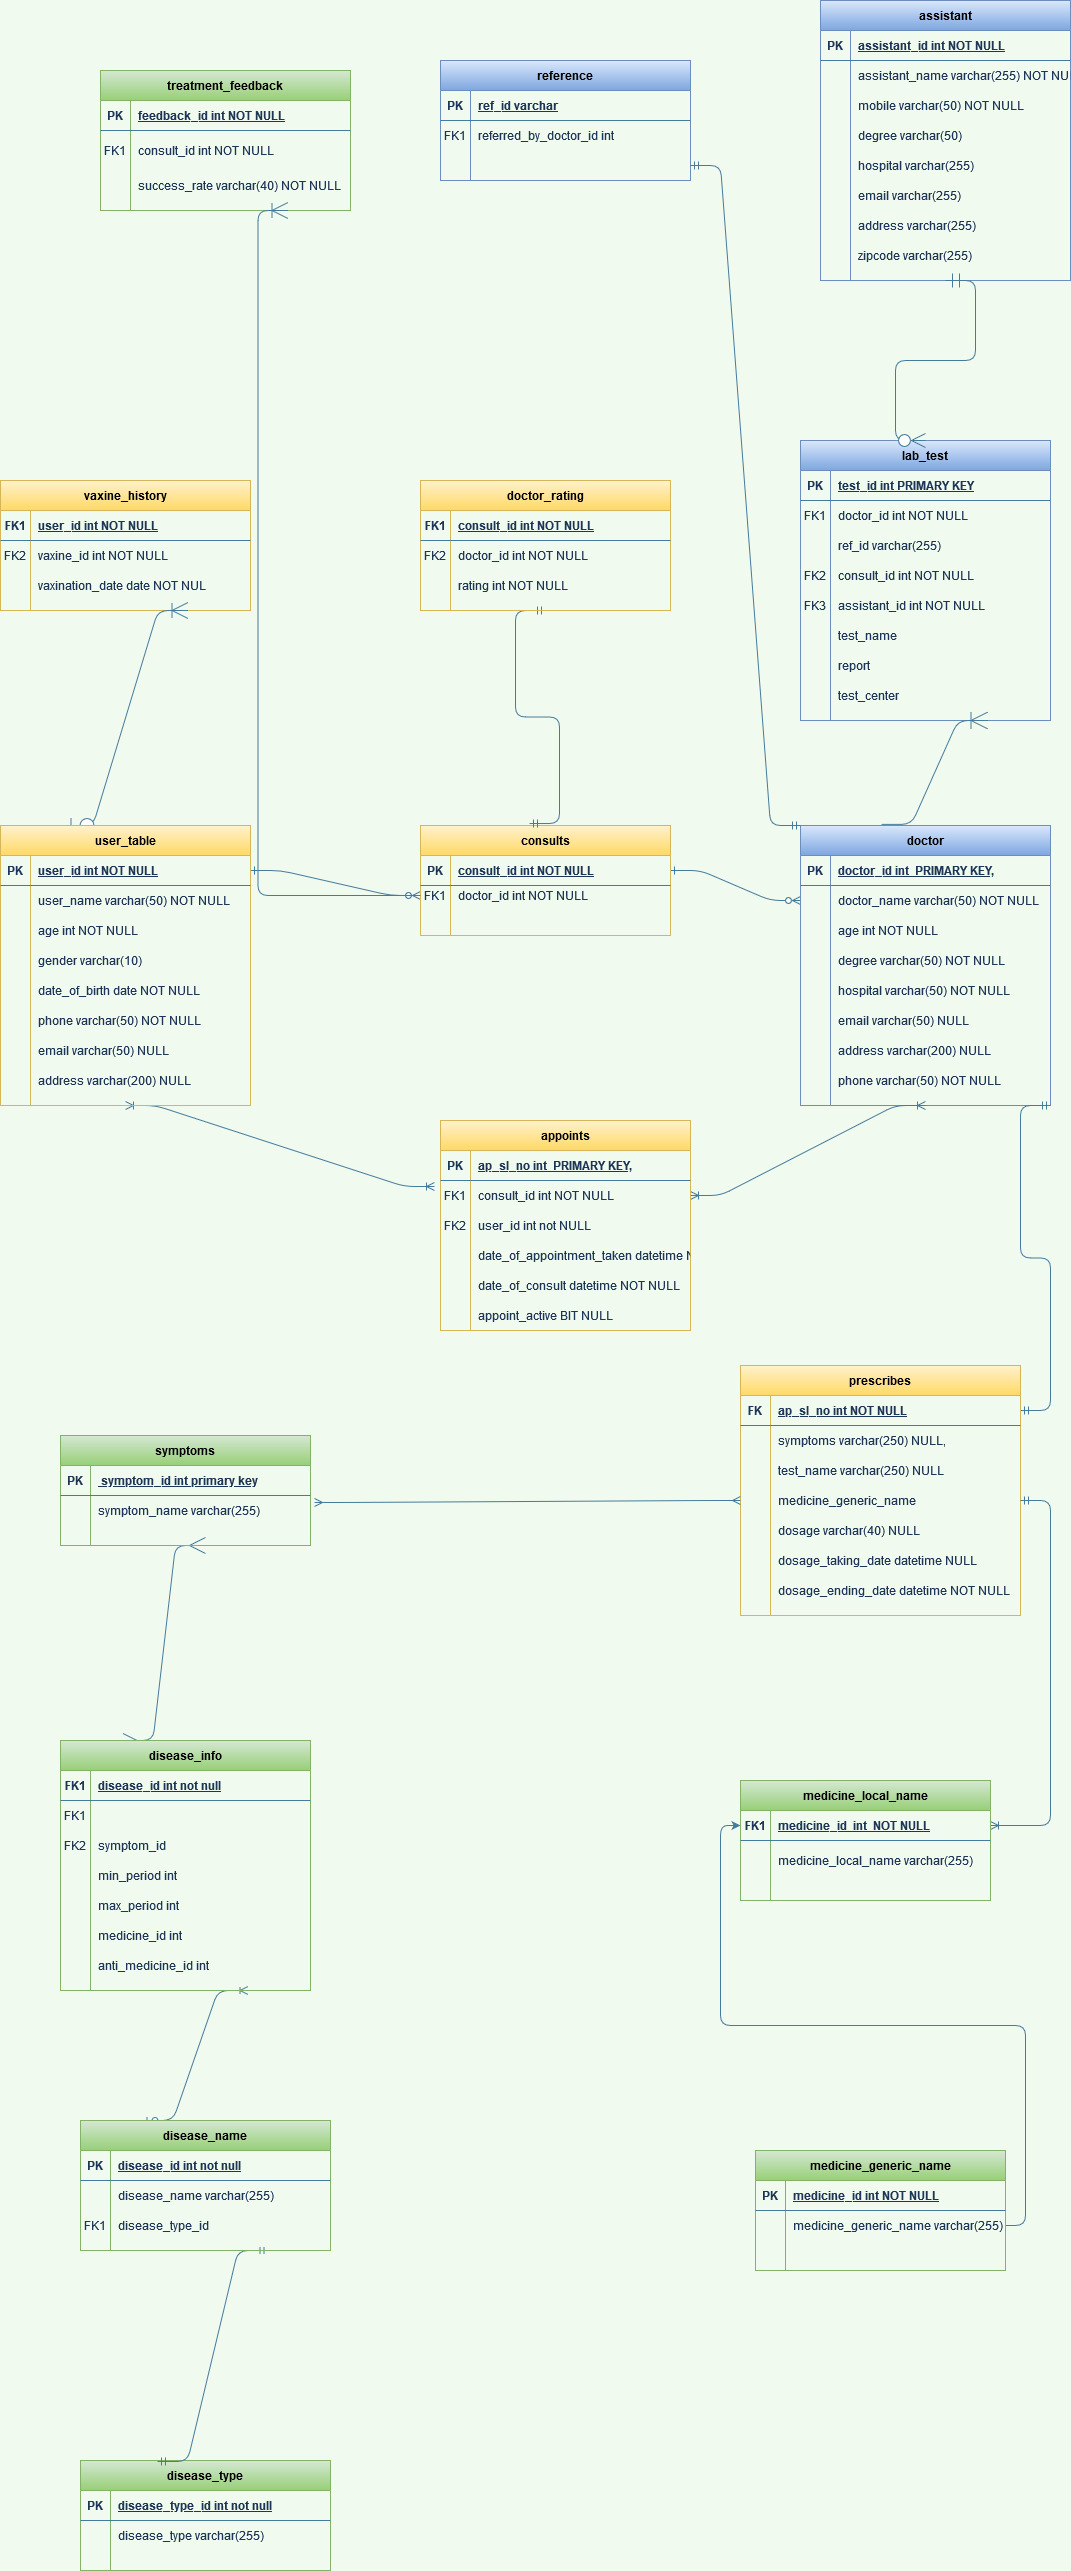 assistant
PK assistant_id int NOT NULL
assistant_name varchar(255) NOT NU
mobile varchar(50) NOT NULL
degree varchar(50)
hospital varchar(255)
email varchar(255)
address varchar(255)
zipcode varchar(255)
treatment_feedback
PK feedback_id int NOT NULL
FK1 consult_id int NOT NULL
success_rate varchar(40) NOT NULL
reference
PK ref_id varchar
FK1 referred_by_doctor_id int
lab_test
PK test_id int PRIMARY KEY
FK1 doctor_id int NOT NULL
ref_id varchar(255)
FK2 consult_id int NOT NULL
FK3 assistant_id int NOT NULL
test_name
report
test_center
vaxine_history
FK1 user_id int NOT NULL
FK2 vaxine_id int NOT NULL
vaxination_date date NOT NUL
doctor_rating
FK1 consult_id int NOT NULL
FK2 doctor_id int NOT NULL
rating int NOT NULL
user_table
PK user_id int NOT NULL
user_name varchar(50) NOT NULL
age int NOT NULL
gender varchar(10)
date_of_birth date NOT NULL
phone varchar(50) NOT NULL
email varchar(50) NULL
address varchar(200) NULL
consults
PK consult_id int NOT NULL
FK1 doctor_id int NOT NULL
doctor
PK doctor_id int PRIMARY KEY,
doctor_name varchar(50) NOT NULL
age int NOT NULL
degree varchar(50) NOT NULL
hospital varchar(50) NOT NULL
email varchar(50) NULL
address varchar(200) NULL
phone varchar(50) NOT NULL
appoints
PK ap_sl_no int PRIMARY KEY,
FK1 consult_id int NOT NULL
FK2 user_id int not NULL
date_of_appointment_taken datetime N
date_of_consult datetime NOT NULL
appoint_active BIT NULL
prescribes
FK ap_sl_no int NOT NULL
symptoms varchar(250) NULL,
test_name varchar(250) NULL
medicine_generic_name
dosage varchar(40) NULL
dosage_taking_date datetime NULL
dosage_ending_date datetime NOT NULL
symptoms
PK symptom_id int primary key
symptom_name varchar(255)
disease_info
FK1 disease_id int not null
FK1
FK2 symptom_id
min_period int
max_period int
medicine_id int
anti_medicine_id int
medicine_local_name
FK1 medicine_id int NOT NULL
medicine_local_name varchar(255)
disease_name
PK disease_id int not null
disease_name varchar(255)
FK1 disease_type_id
medicine_generic_name
PK medicine_id int NOT NULL
medicine_generic_name varchar(255)
disease_type
PK disease_type_id int not null
disease_type varchar(255)